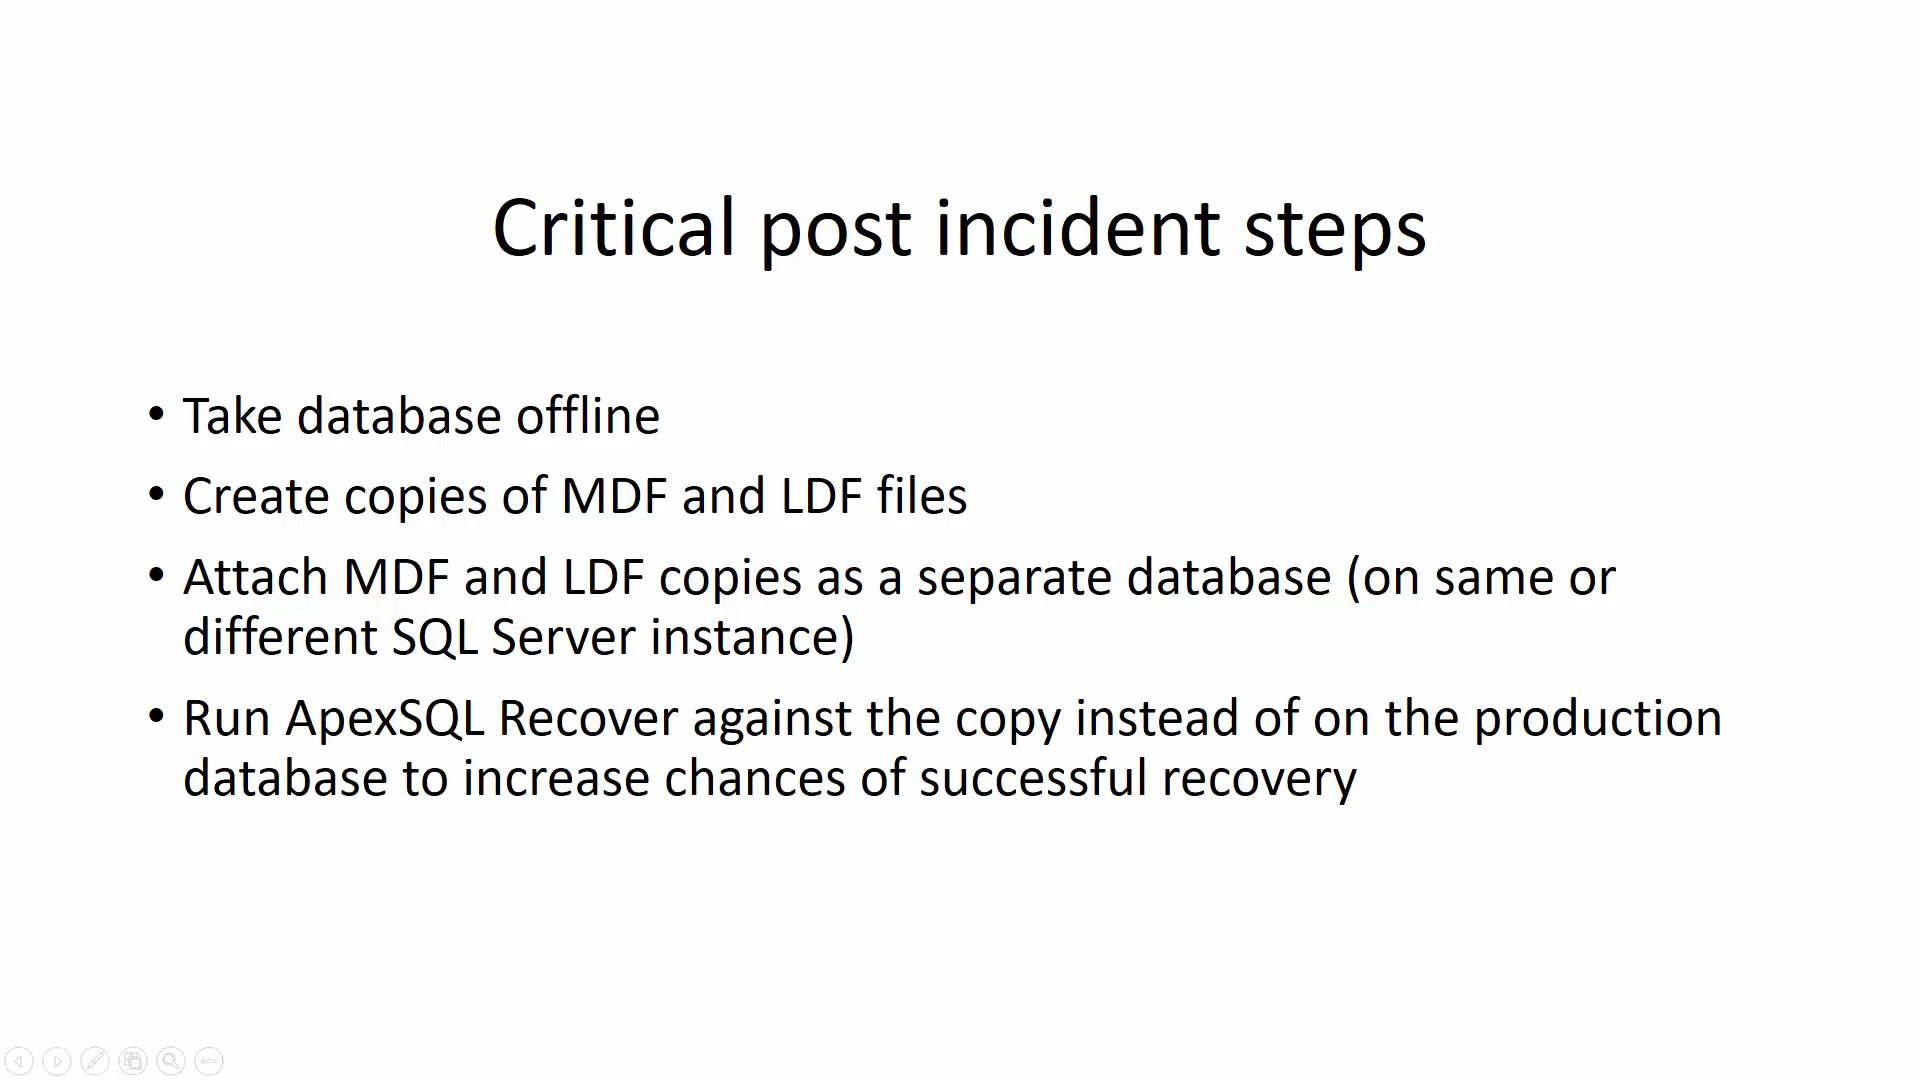 Critical post incident steps
• Take database offline
• Create copies of MDF and LDF files
• Attach MDF and LDF copies as a separate database (on same or
different SQL Server instance)
• Run ApexSQL Recover against the copy instead of on the production
database to increase chances of successful recovery